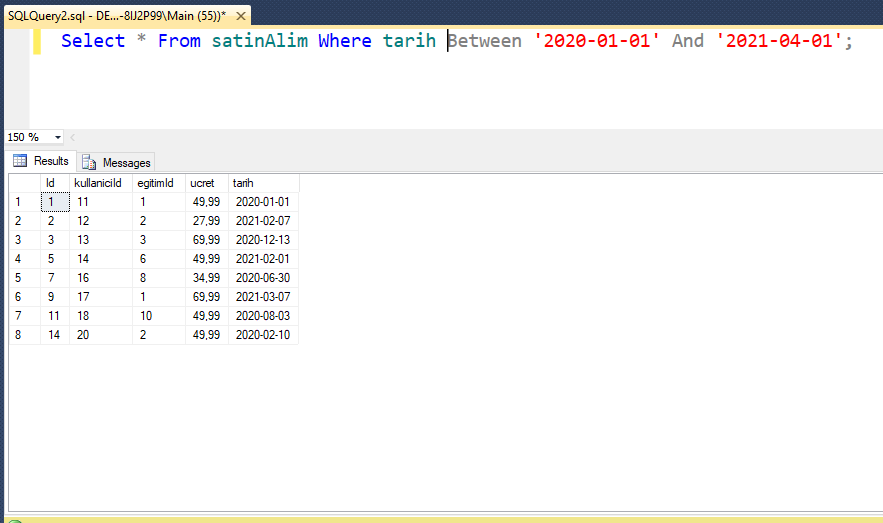 SQLQuery2.sql - DE...-8IJ2P99\Main (55))* ✕
Select * From satinAlim Where tarih Between '2020-01-01' And '2021-04-01';
150 %
Results Messages
Id kullaniciId egitimId ucret tarih
1 1 11 1 49,99 2020-01-01
2 2 12 2 27,99 2021-02-07
3 3 13 3 69,99 2020-12-13
4 5 14 6 49,99 2021-02-01
5 7 16 8 34,99 2020-06-30
6 9 17 1 69,99 2021-03-07
7 11 18 10 49,99 2020-08-03
8 14 20 2 49,99 2020-02-10